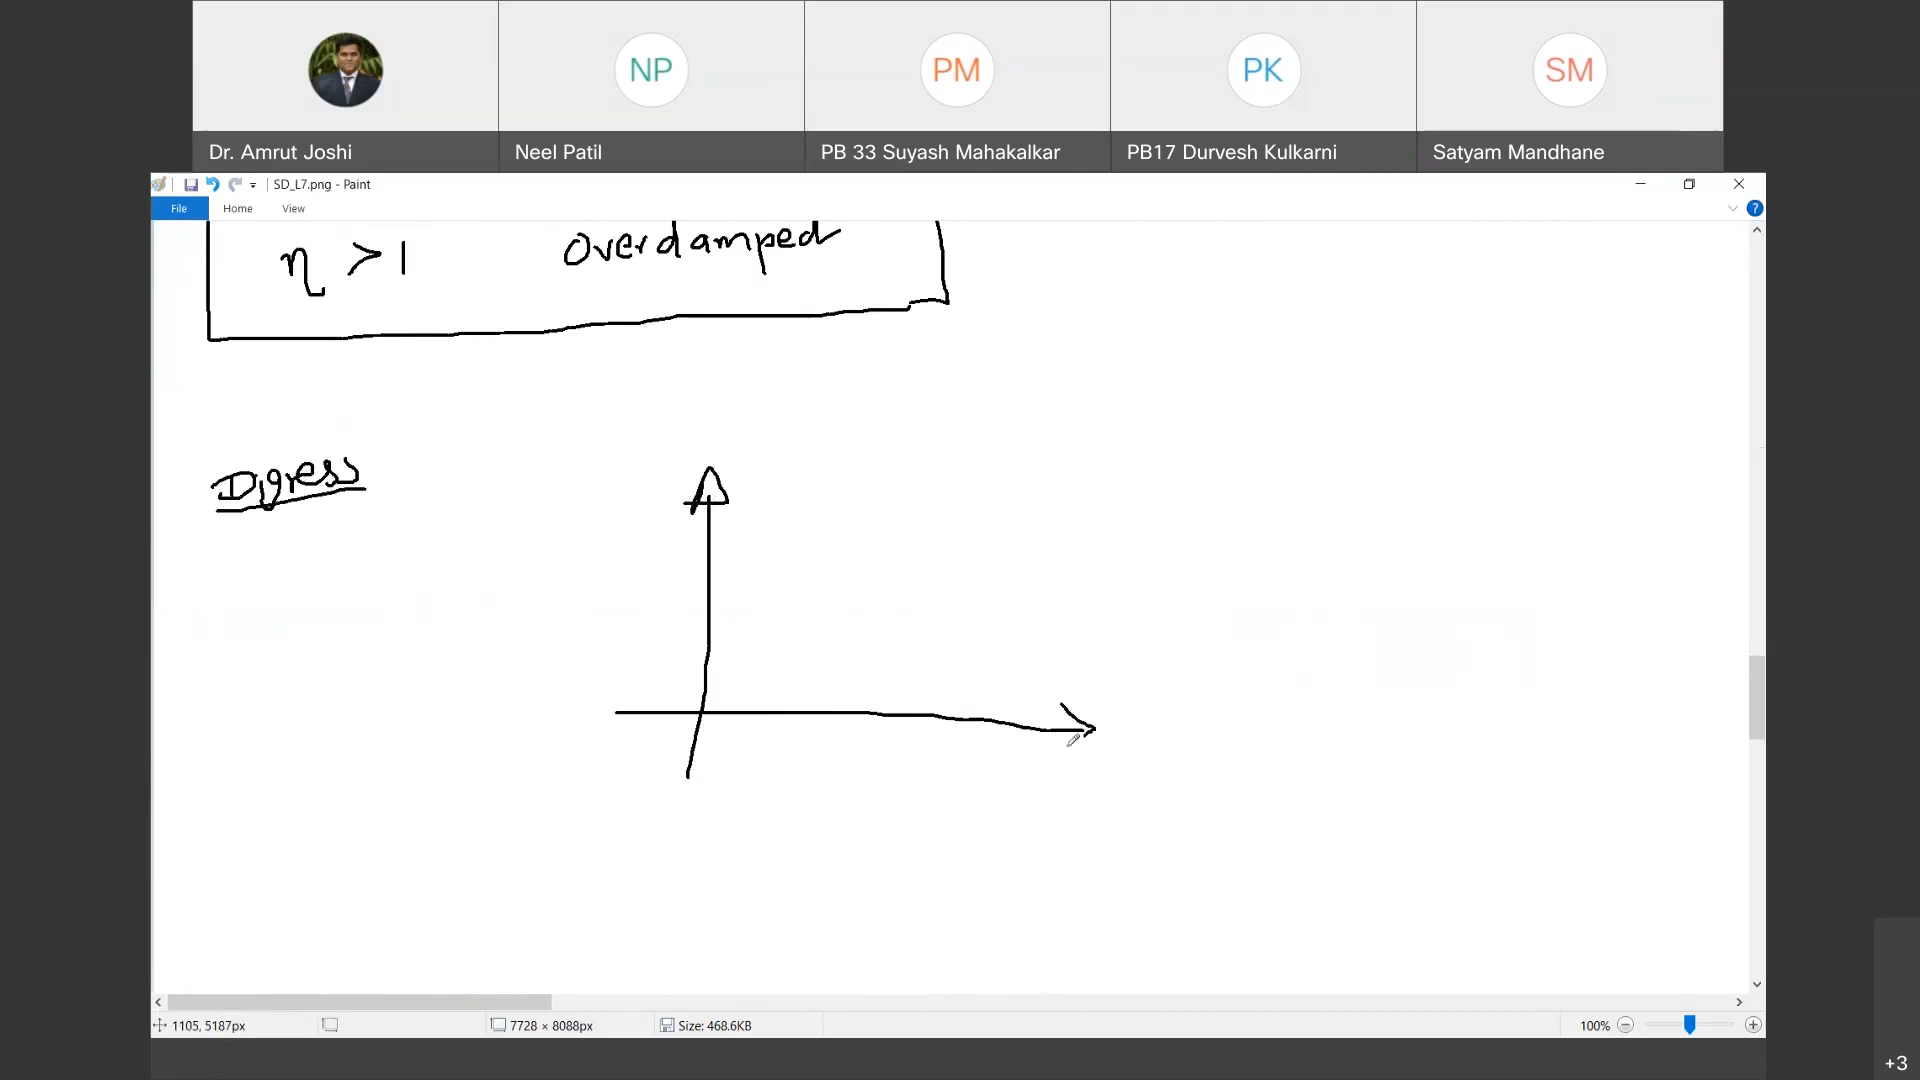 NP
PM
PK
SM
Dr. Amrut Joshi
Neel Patil
PB 33 Suyash Mahakalkar
PB17 Durvesh Kulkarni
Satyam Mandhane
SD_L7.png - Paint
File Home View
η > 1 overdamped
Digress
1105, 5187px
7728 × 8088px
Size: 468.6KB
100%
+3